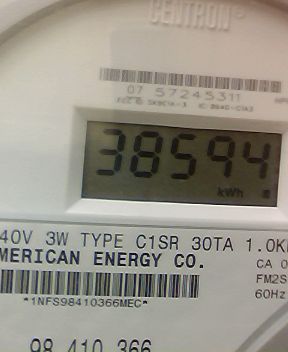 CENTRON®
07 57245311
38594
kWh
40V 3W TYPE C1SR 30TA 1.0K
MERICAN ENERGY CO.
CA 0
FM2S
60Hz
*1NFS98410366MEC*
98 410 366